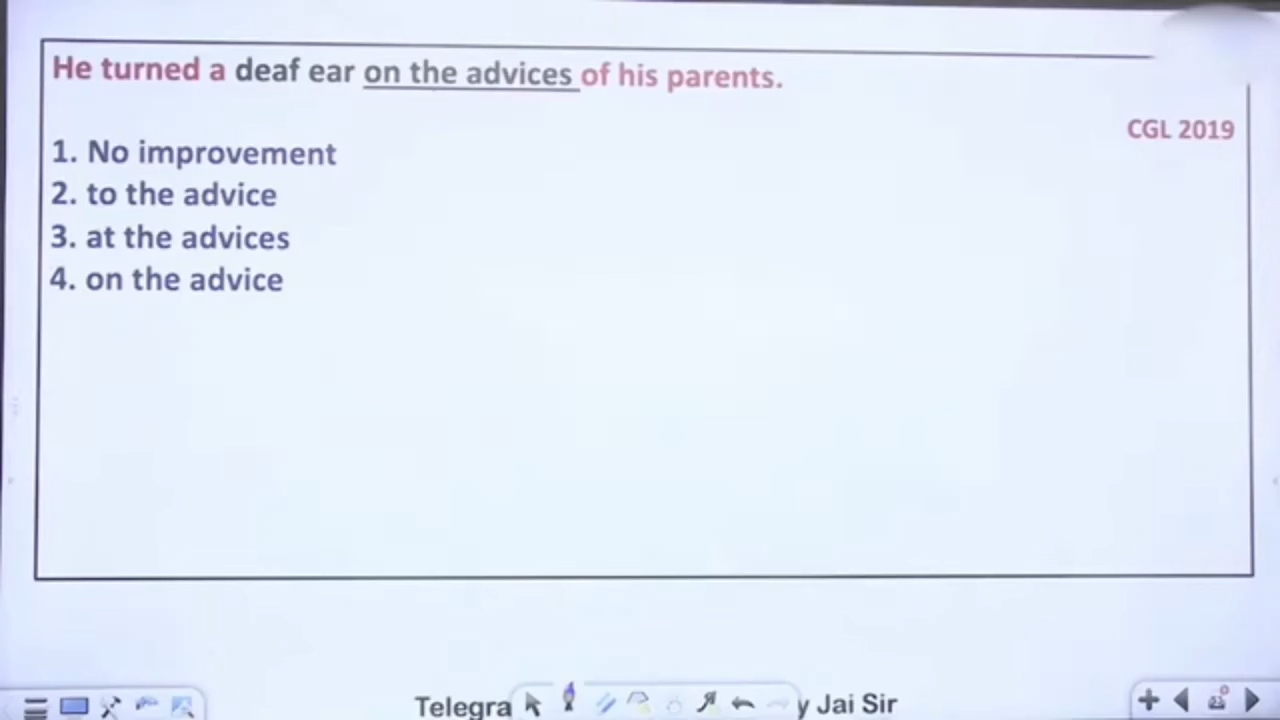 He turned a deaf ear on the advices of his parents.
CGL 2019
1. No improvement
2. to the advice
3. at the advices
4. on the advice
Telegra y Jai Sir